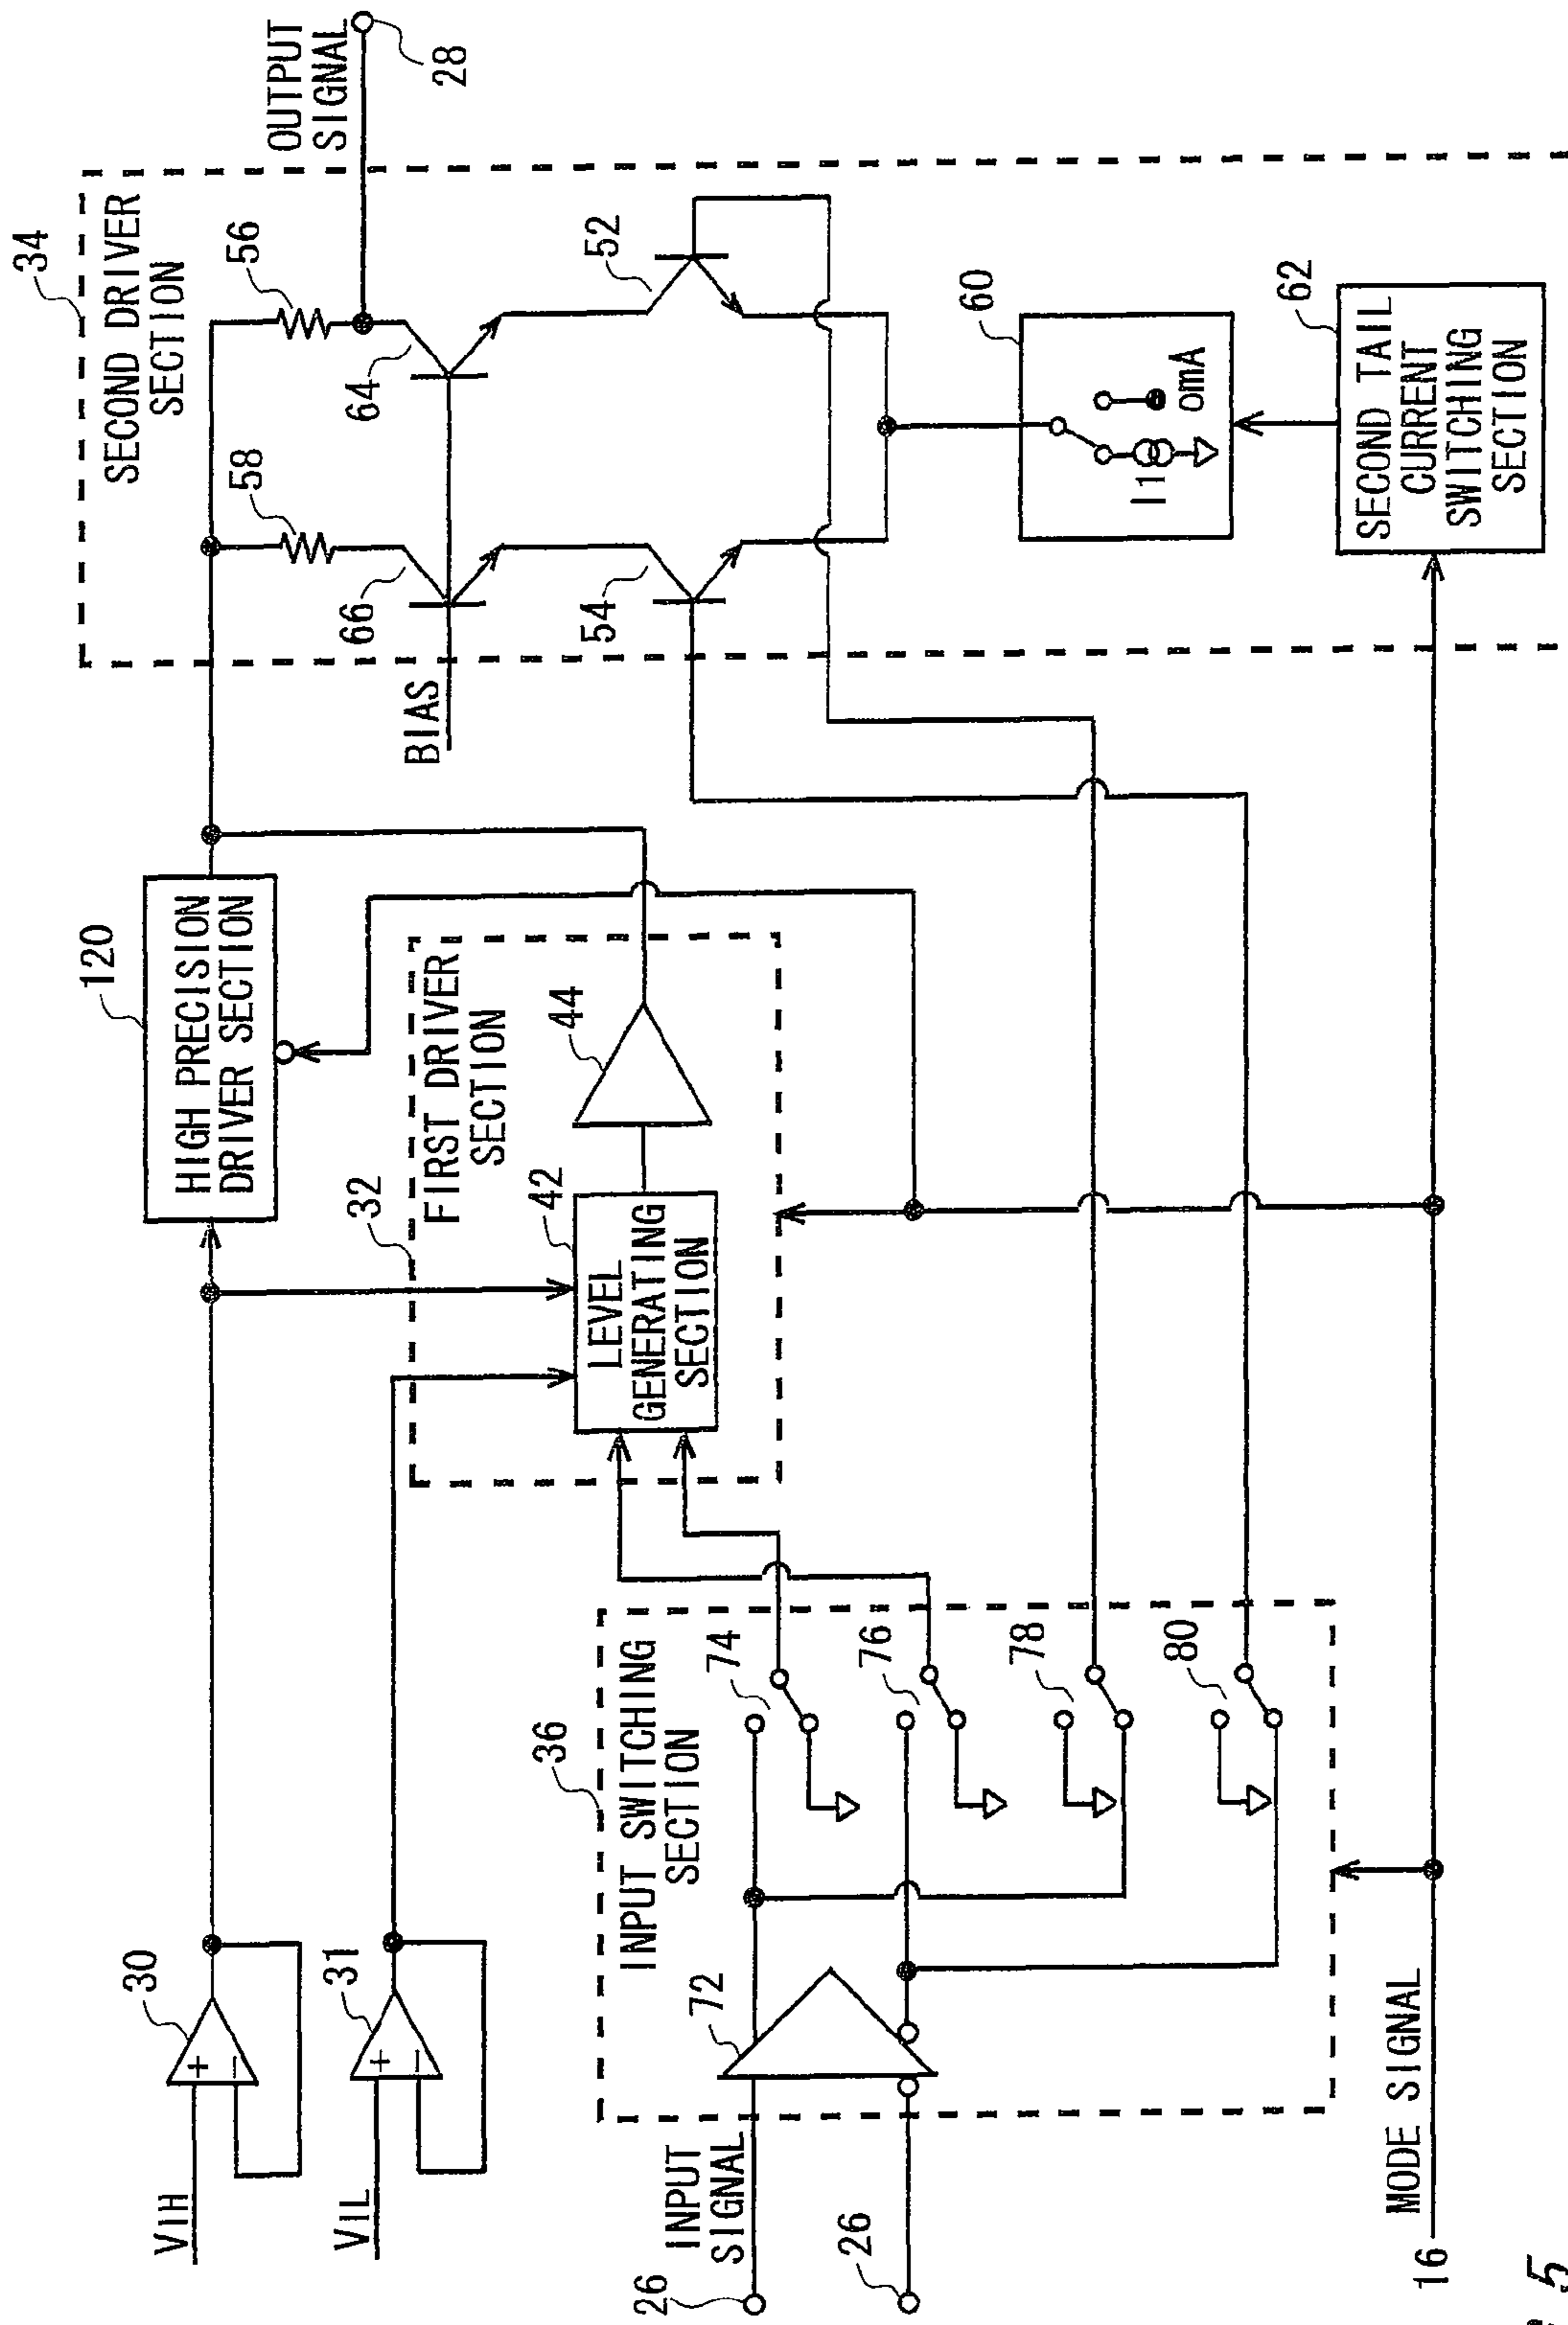 34
SECOND DRIVER
SECTION
OUTPUT
SIGNAL
28
58
56
66
64
BIAS
54
52
60
I1
omA
62
SECOND TAIL
CURRENT
SWITCHING
SECTION
120
HIGH PRECISION
DRIVER SECTION
32
FIRST DRIVER
SECTION
42
LEVEL
GENERATING
SECTION
44
30
VIH
+
−
31
VIL
+
−
36
INPUT SWITCHING
SECTION
72
74
76
78
80
INPUT
SIGNAL
26
26
16
MODE SIGNAL
5